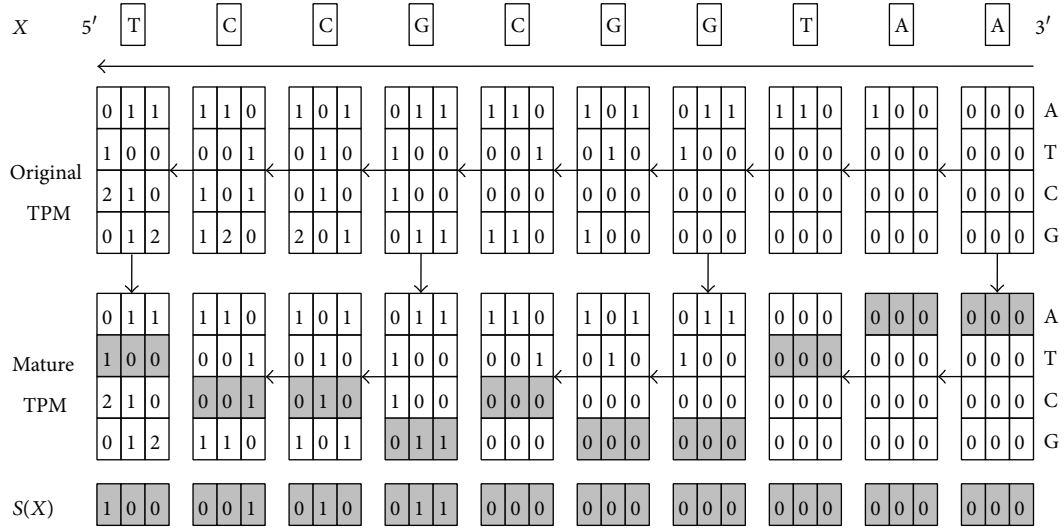 X 5′ T C C G C G G T A A 3′
0 1 1 1 1 0 1 0 1 0 1 1 1 1 0 1 0 1 0 1 1 1 1 0 1 0 0 0 0 0 A
1 0 0 0 0 1 0 1 0 1 0 0 0 0 1 0 1 0 1 0 0 0 0 0 0 0 0 0 0 0 T
Original
TPM
2 1 0 1 0 1 0 1 0 1 0 0 0 0 0 0 0 0 0 0 0 0 0 0 0 0 0 0 0 0 C
0 1 2 1 2 0 2 0 1 0 1 1 1 1 0 1 0 0 0 0 0 0 0 0 0 0 0 0 0 0 G
0 1 1 1 1 0 1 0 1 0 1 1 1 1 0 1 0 1 0 1 1 0 0 0 0 0 0 0 0 0 A
1 0 0 0 0 1 0 1 0 1 0 0 0 0 1 0 1 0 1 0 0 0 0 0 0 0 0 0 0 0 T
Mature
TPM
2 1 0 0 0 1 0 1 0 1 0 0 0 0 0 0 0 0 0 0 0 0 0 0 0 0 0 0 0 0 C
0 1 2 1 1 0 1 0 1 0 1 1 0 0 0 0 0 0 0 0 0 0 0 0 0 0 0 0 0 0 G
S(X) 1 0 0 0 0 1 0 1 0 0 1 1 0 0 0 0 0 0 0 0 0 0 0 0 0 0 0 0 0 0